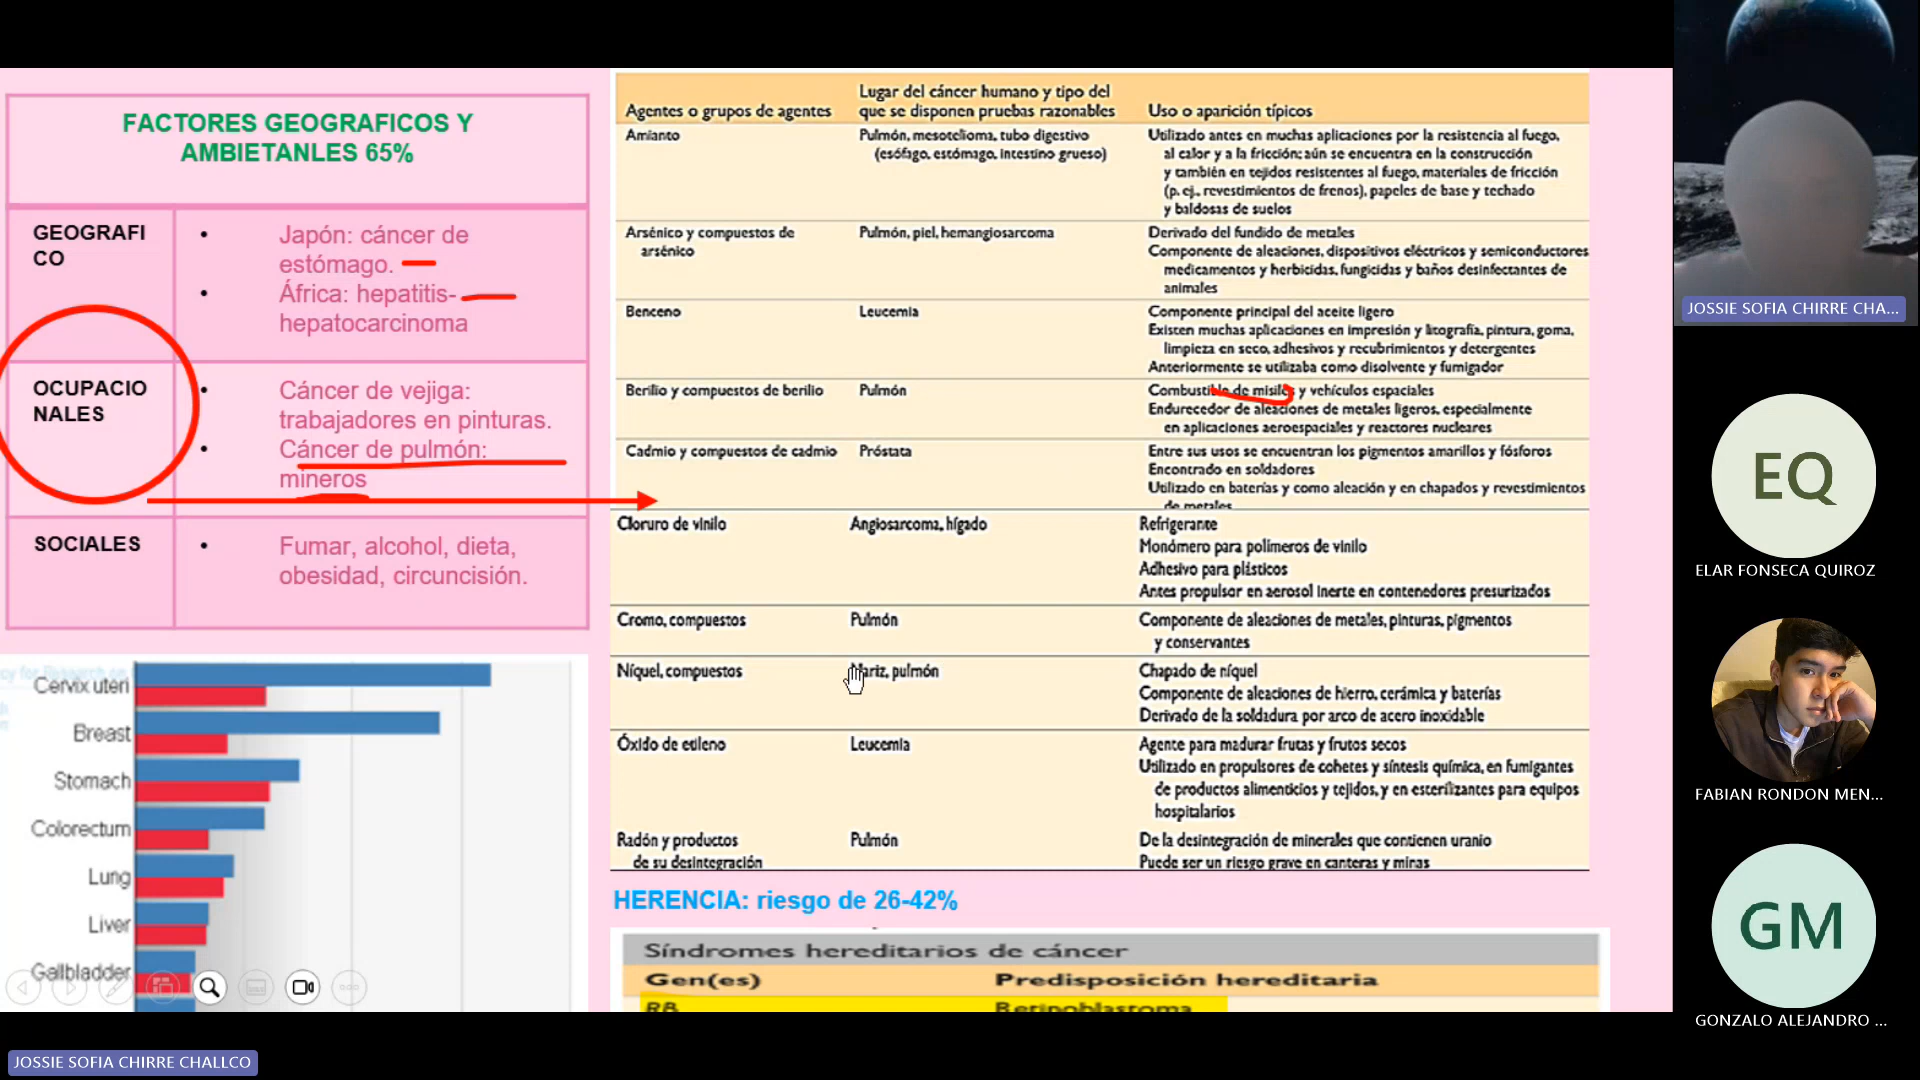 FACTORES GEOGRAFICOS Y
AMBIETANLES 65%
GEOGRAFI
CO
• Japón: cáncer de
estómago.
• África: hepatitis-
hepatocarcinoma
OCUPACIO
NALES
• Cáncer de vejiga:
trabajadores en pinturas.
• Cáncer de pulmón:
mineros
SOCIALES
• Fumar, alcohol, dieta,
obesidad, circuncisión.
Cervix uteri
Breast
Stomach
Colorectum
Lung
Liver
Gallbladder
Agentes o grupos de agentes
Lugar del cáncer humano y tipo del
que se disponen pruebas razonables
Uso o aparición típicos
Amianto
Pulmón, mesotelioma, tubo digestivo
(esófago, estómago, intestino grueso)
Utilizado antes en muchas aplicaciones por la resistencia al fuego,
al calor y a la fricción; aún se encuentra en la construcción
y también en tejidos resistentes al fuego, materiales de fricción
(p. ej., revestimientos de frenos), papeles de base y techado
y baldosas de suelos
Arsénico y compuestos de
arsénico
Pulmón, piel, hemangiosarcoma
Derivado del fundido de metales
Componente de aleaciones, dispositivos eléctricos y semiconductores
medicamentos y herbicidas, fungicidas y baños desinfectantes de
animales
Benceno
Leucemia
Componente principal del aceite ligero
Existen muchas aplicaciones en impresión y litografía, pintura, goma,
limpieza en seco, adhesivos y recubrimientos y detergentes
Anteriormente se utilizaba como disolvente y fumigador
Berilio y compuestos de berilio
Pulmón
Combustible de misiles y vehículos espaciales
Endurecedor de aleaciones de metales ligeros, especialmente
en aplicaciones aeroespaciales y reactores nucleares
Cadmio y compuestos de cadmio
Próstata
Entre sus usos se encuentran los pigmentos amarillos y fósforos
Encontrado en soldadores
Utilizado en baterías y como aleación y en chapados y revestimientos
de metales
Cloruro de vinilo
Angiosarcoma, hígado
Refrigerante
Monómero para polímeros de vinilo
Adhesivo para plásticos
Antes propulsor en aerosol inerte en contenedores presurizados
Cromo, compuestos
Pulmón
Componente de aleaciones de metales, pinturas, pigmentos
y conservantes
Níquel, compuestos
Nariz, pulmón
Chapado de níquel
Componente de aleaciones de hierro, cerámica y baterías
Derivado de la soldadura por arco de acero inoxidable
Óxido de etileno
Leucemia
Agente para madurar frutas y frutos secos
Utilizado en propulsores de cohetes y síntesis química, en fumigantes
de productos alimenticios y tejidos, y en esterilizantes para equipos
hospitalarios
Radón y productos
de su desintegración
Pulmón
De la desintegración de minerales que contienen uranio
Puede ser un riesgo grave en canteras y minas
HERENCIA: riesgo de 26-42%
Síndromes hereditarios de cáncer
Gen(es)
Predisposición hereditaria
RB
Retinoblastoma
JOSSIE SOFIA CHIRRE CHA...
EQ
ELAR FONSECA QUIROZ
FABIAN RONDON MEN...
GM
GONZALO ALEJANDRO ...
JOSSIE SOFIA CHIRRE CHALLCO